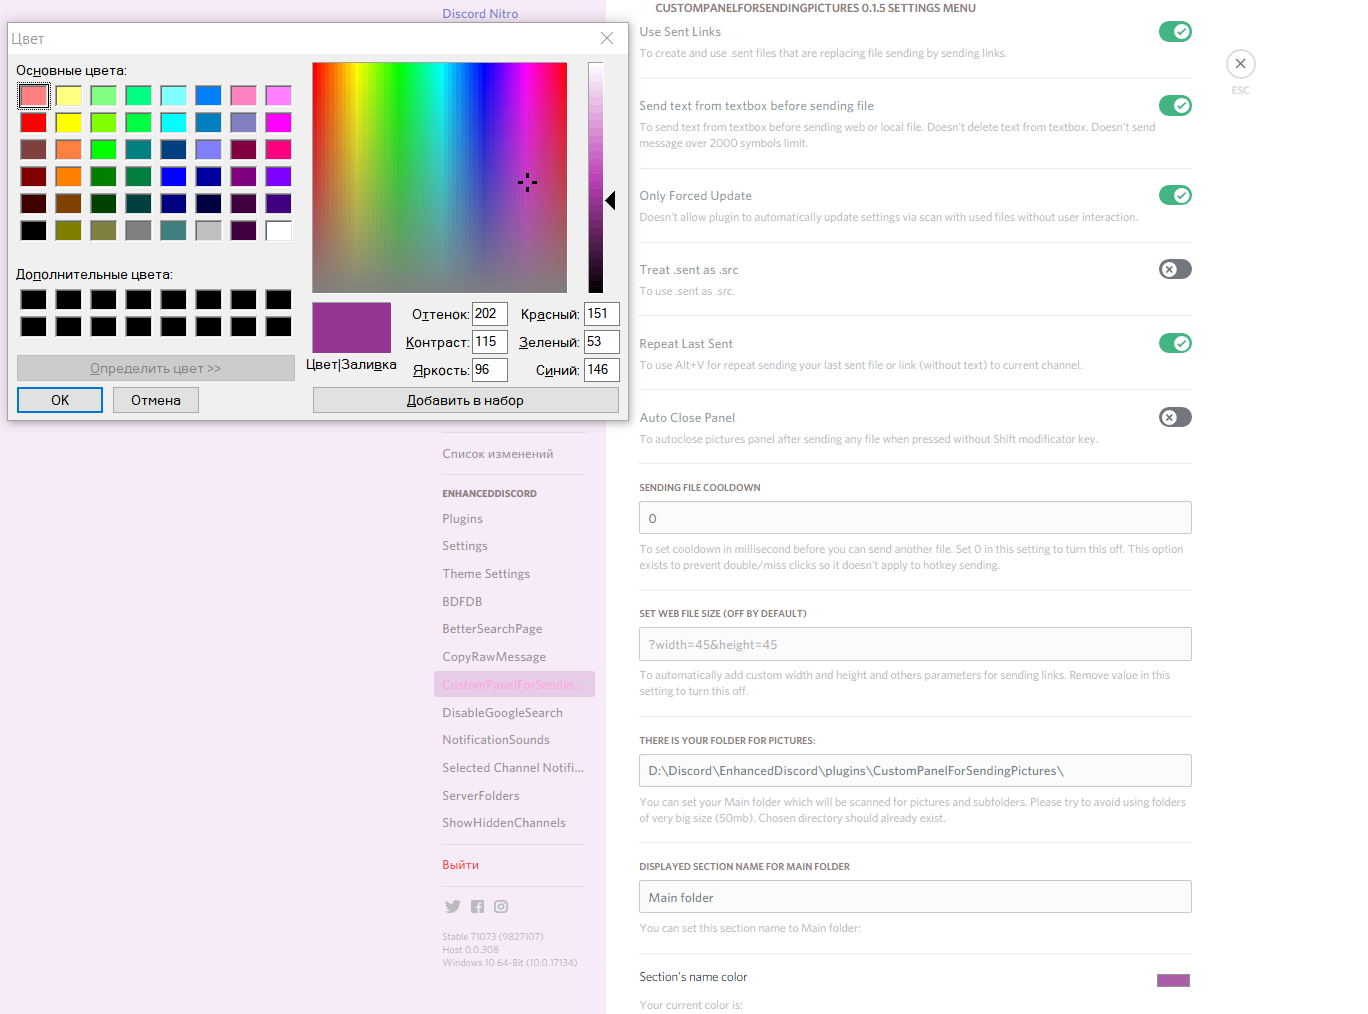 Discord Nitro
Цвет
Основные цвета:
Дополнительные цвета:
Определить цвет >>
OK
Отмена
Цвет|Заливка
Оттенок: 202
Контраст: 115
Яркость: 96
Красный: 151
Зеленый: 53
Синий: 146
Добавить в набор
Список изменений
ENHANCEDDISCORD
Plugins
Settings
Theme Settings
BDFDB
BetterSearchPage
CopyRawMessage
CustomPanelForSendin...
DisableGoogleSearch
NotificationSounds
Selected Channel Notifi...
ServerFolders
ShowHiddenChannels
Выйти
Stable 71073 (9827107)
Host 0.0.308
Windows 10 64-Bit (10.0.17134)
CUSTOMPANELFORSENDINGPICTURES 0.1.5 SETTINGS MENU
Use Sent Links
To create and use .sent files that are replacing file sending by sending links.
Send text from textbox before sending file
To send text from textbox before sending web or local file. Doesn't delete text from textbox. Doesn't send
message over 2000 symbols limit.
Only Forced Update
Doesn't allow plugin to automatically update settings via scan with used files without user interaction.
Treat .sent as .src
To use .sent as .src.
Repeat Last Sent
To use Alt+V for repeat sending your last sent file or link (without text) to current channel.
Auto Close Panel
To autoclose pictures panel after sending any file when pressed without Shift modificator key.
SENDING FILE COOLDOWN
0
To set cooldown in millisecond before you can send another file. Set 0 in this setting to turn this off. This option
exists to prevent double/miss clicks so it doesn't apply to hotkey sending.
SET WEB FILE SIZE (OFF BY DEFAULT)
?width=45&height=45
To automatically add custom width and height and others parameters for sending links. Remove value in this
setting to turn this off.
THERE IS YOUR FOLDER FOR PICTURES:
D:\Discord\EnhancedDiscord\plugins\CustomPanelForSendingPictures\
You can set your Main folder which will be scanned for pictures and subfolders. Please try to avoid using folders
of very big size (50mb). Chosen directory should already exist.
DISPLAYED SECTION NAME FOR MAIN FOLDER
Main folder
You can set this section name to Main folder:
Section's name color
Your current color is:
ESC